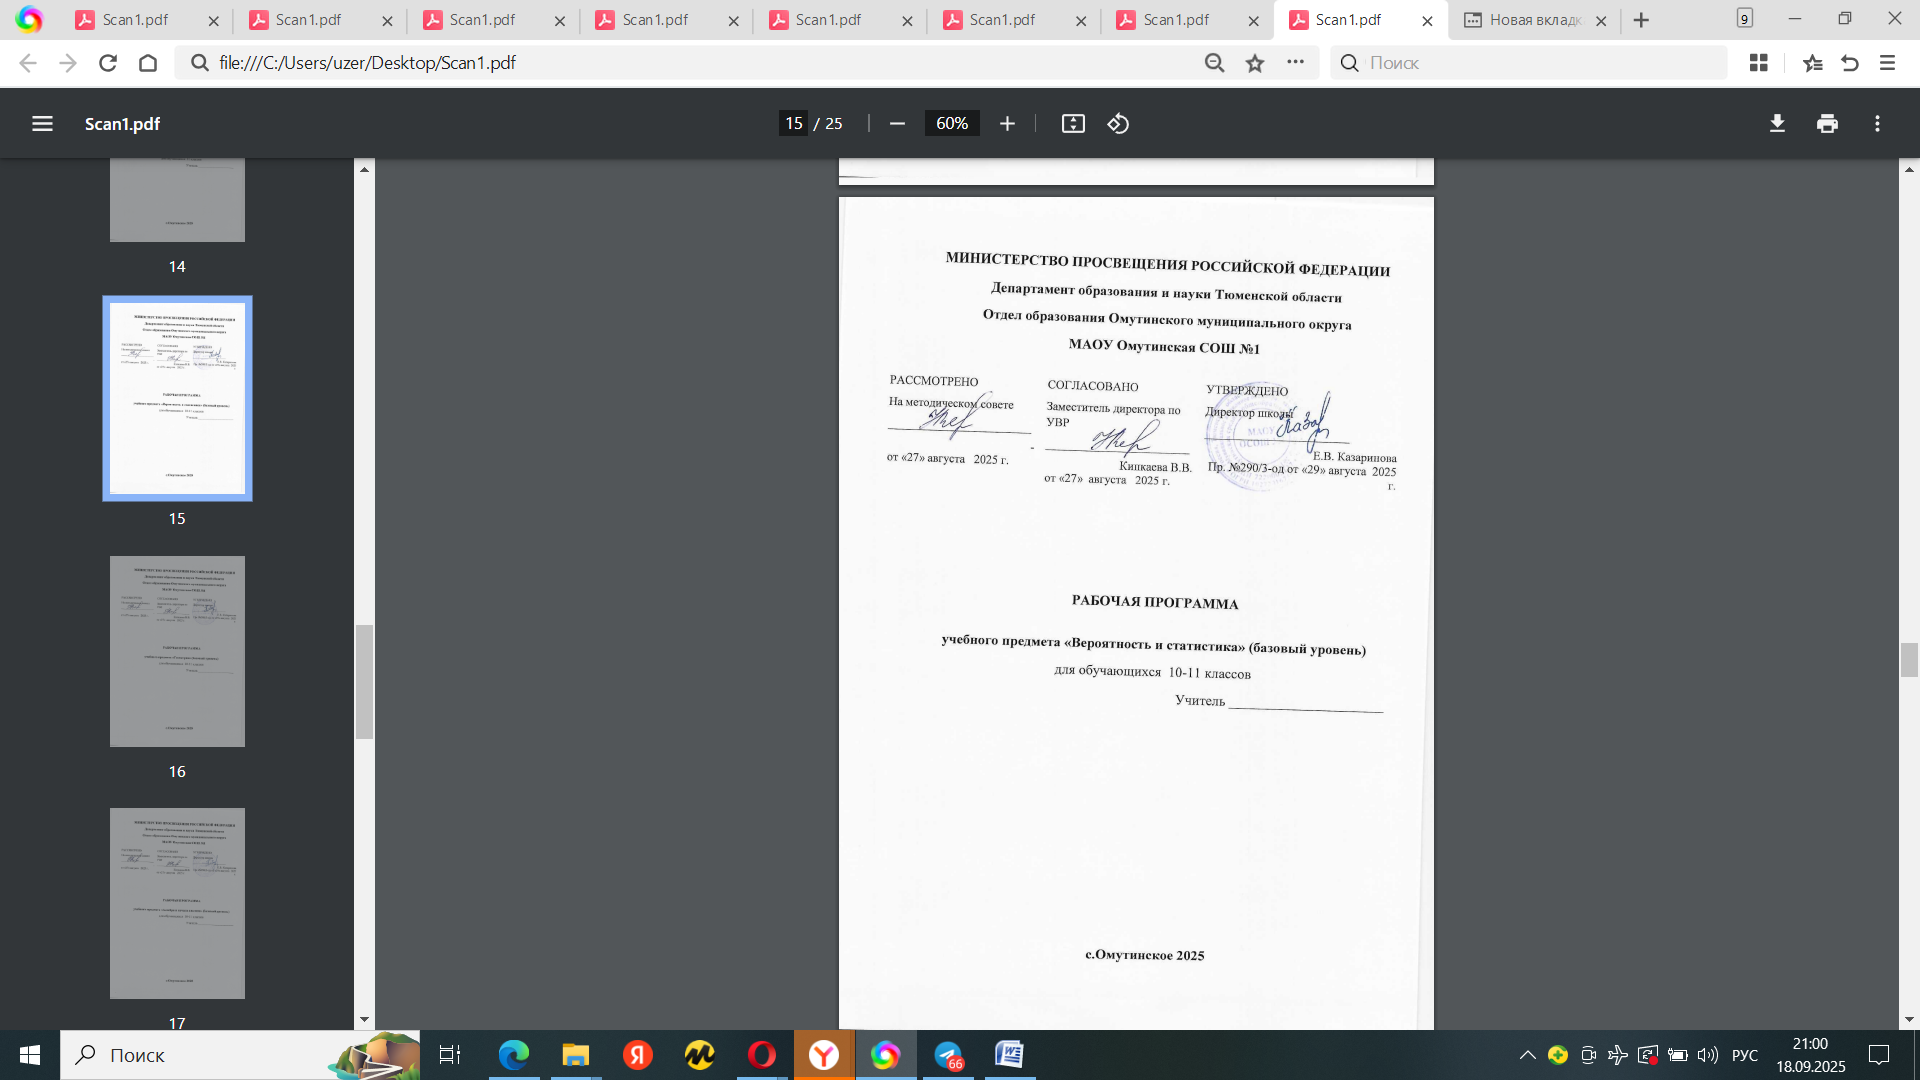 Scan1.pdf Scan1.pdf Scan1.pdf Scan1.pdf Scan1.pdf Scan1.pdf Scan1.pdf Scan1.pdf Новая вкладк 9
file:///C:/Users/uzer/Desktop/Scan1.pdf Поиск
Scan1.pdf 15 / 25 60%
14
15
16
17
МИНИСТЕРСТВО ПРОСВЕЩЕНИЯ РОССИЙСКОЙ ФЕДЕРАЦИИ
Департамент образования и науки Тюменской области
Отдел образования Омутинского муниципального округа
МАОУ Омутинская СОШ №1
РАССМОТРЕНО
На методическом совете
от «27» августа 2025 г.
СОГЛАСОВАНО
Заместитель директора по
УВР
Кипкаева В.В.
от «27» августа 2025 г.
УТВЕРЖДЕНО
Директор школы
Е.В. Казаринова
Пр. №290/3-од от «29» августа 2025
г.
РАБОЧАЯ ПРОГРАММА
учебного предмета «Вероятность и статистика» (базовый уровень)
для обучающихся 10-11 классов
Учитель
с.Омутинское 2025
Поиск
66
РУС
21:00
18.09.2025